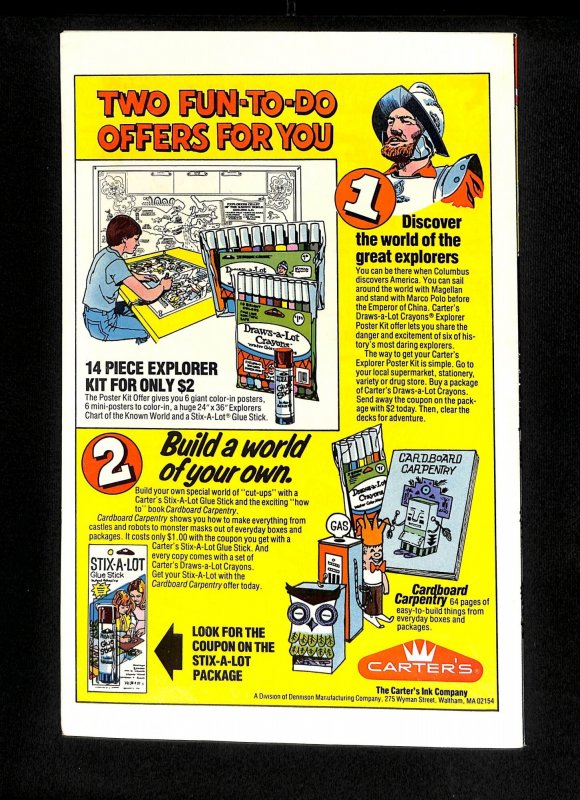 TWO FUN-TO-DO
OFFERS FOR YOU
EXPLORERS CHART
OF THE KNOWN WORLD
Draws-a-Lot
Crayons
14 PIECE EXPLORER
KIT FOR ONLY $2
The Poster Kit Offer gives you 6 giant color-in posters,
6 mini-posters to color-in, a huge 24" x 36" Explorers
Chart of the Known World and a Stix-A-Lot® Glue Stick.
1
Discover
the world of the
great explorers
You can be there when Columbus
discovers America. You can sail
around the world with Magellan
and stand with Marco Polo before
the Emperor of China. Carter's
Draws-a-Lot Crayons® Explorer
Poster Kit offer lets you share the
danger and excitement of six of his-
tory's most daring explorers.
The way to get your Carter's
Explorer Poster Kit is simple. Go to
your local supermarket, stationery,
variety or drug store. Buy a package
of Carter's Draws-a-Lot Crayons.
Send away the coupon on the pack-
age with $2 today. Then, clear the
decks for adventure.
2
Build a world
of your own.
Build your own special world of "cut-ups" with a
Carter's Stix-A-Lot Glue Stick and the exciting "how
to" book Cardboard Carpentry.
Cardboard Carpentry shows you how to make everything from
castles and robots to monster masks out of everyday boxes and
packages. It costs only $1.00 with the coupon you get with a
Carter's Stix-A-Lot Glue Stick. And
every copy comes with a set of
Carter's Draws-a-Lot Crayons.
Get your Stix-A-Lot with the
Cardboard Carpentry offer today.
STIX-A-LOT
Glue Stick
LOOK FOR THE
COUPON ON THE
STIX-A-LOT
PACKAGE
Draws-a-Lot
Crayons
GAS
CARDBOARD
CARPENTRY
Cardboard
Carpentry 64 pages of
easy-to-build things from
everyday boxes and
packages.
CARTER'S®
The Carter's Ink Company
A Division of Dennison Manufacturing Company, 275 Wyman Street, Waltham, MA 02154